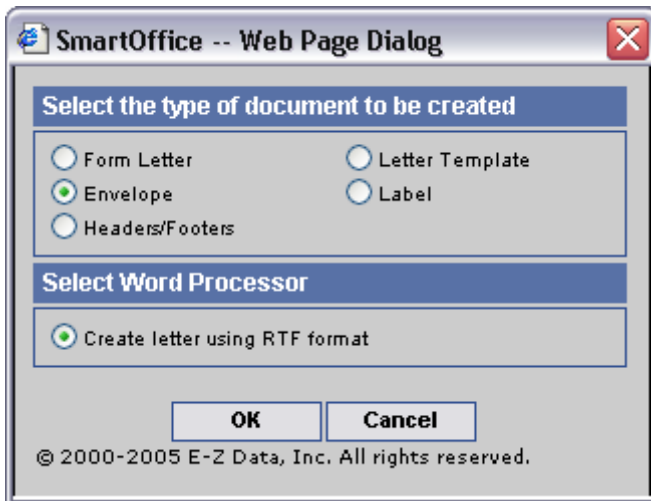 SmartOffice -- Web Page Dialog
Select the type of document to be created
Form Letter
Letter Template
Envelope
Label
Headers/Footers
Select Word Processor
Create letter using RTF format
OK
Cancel
© 2000-2005 E-Z Data, Inc. All rights reserved.